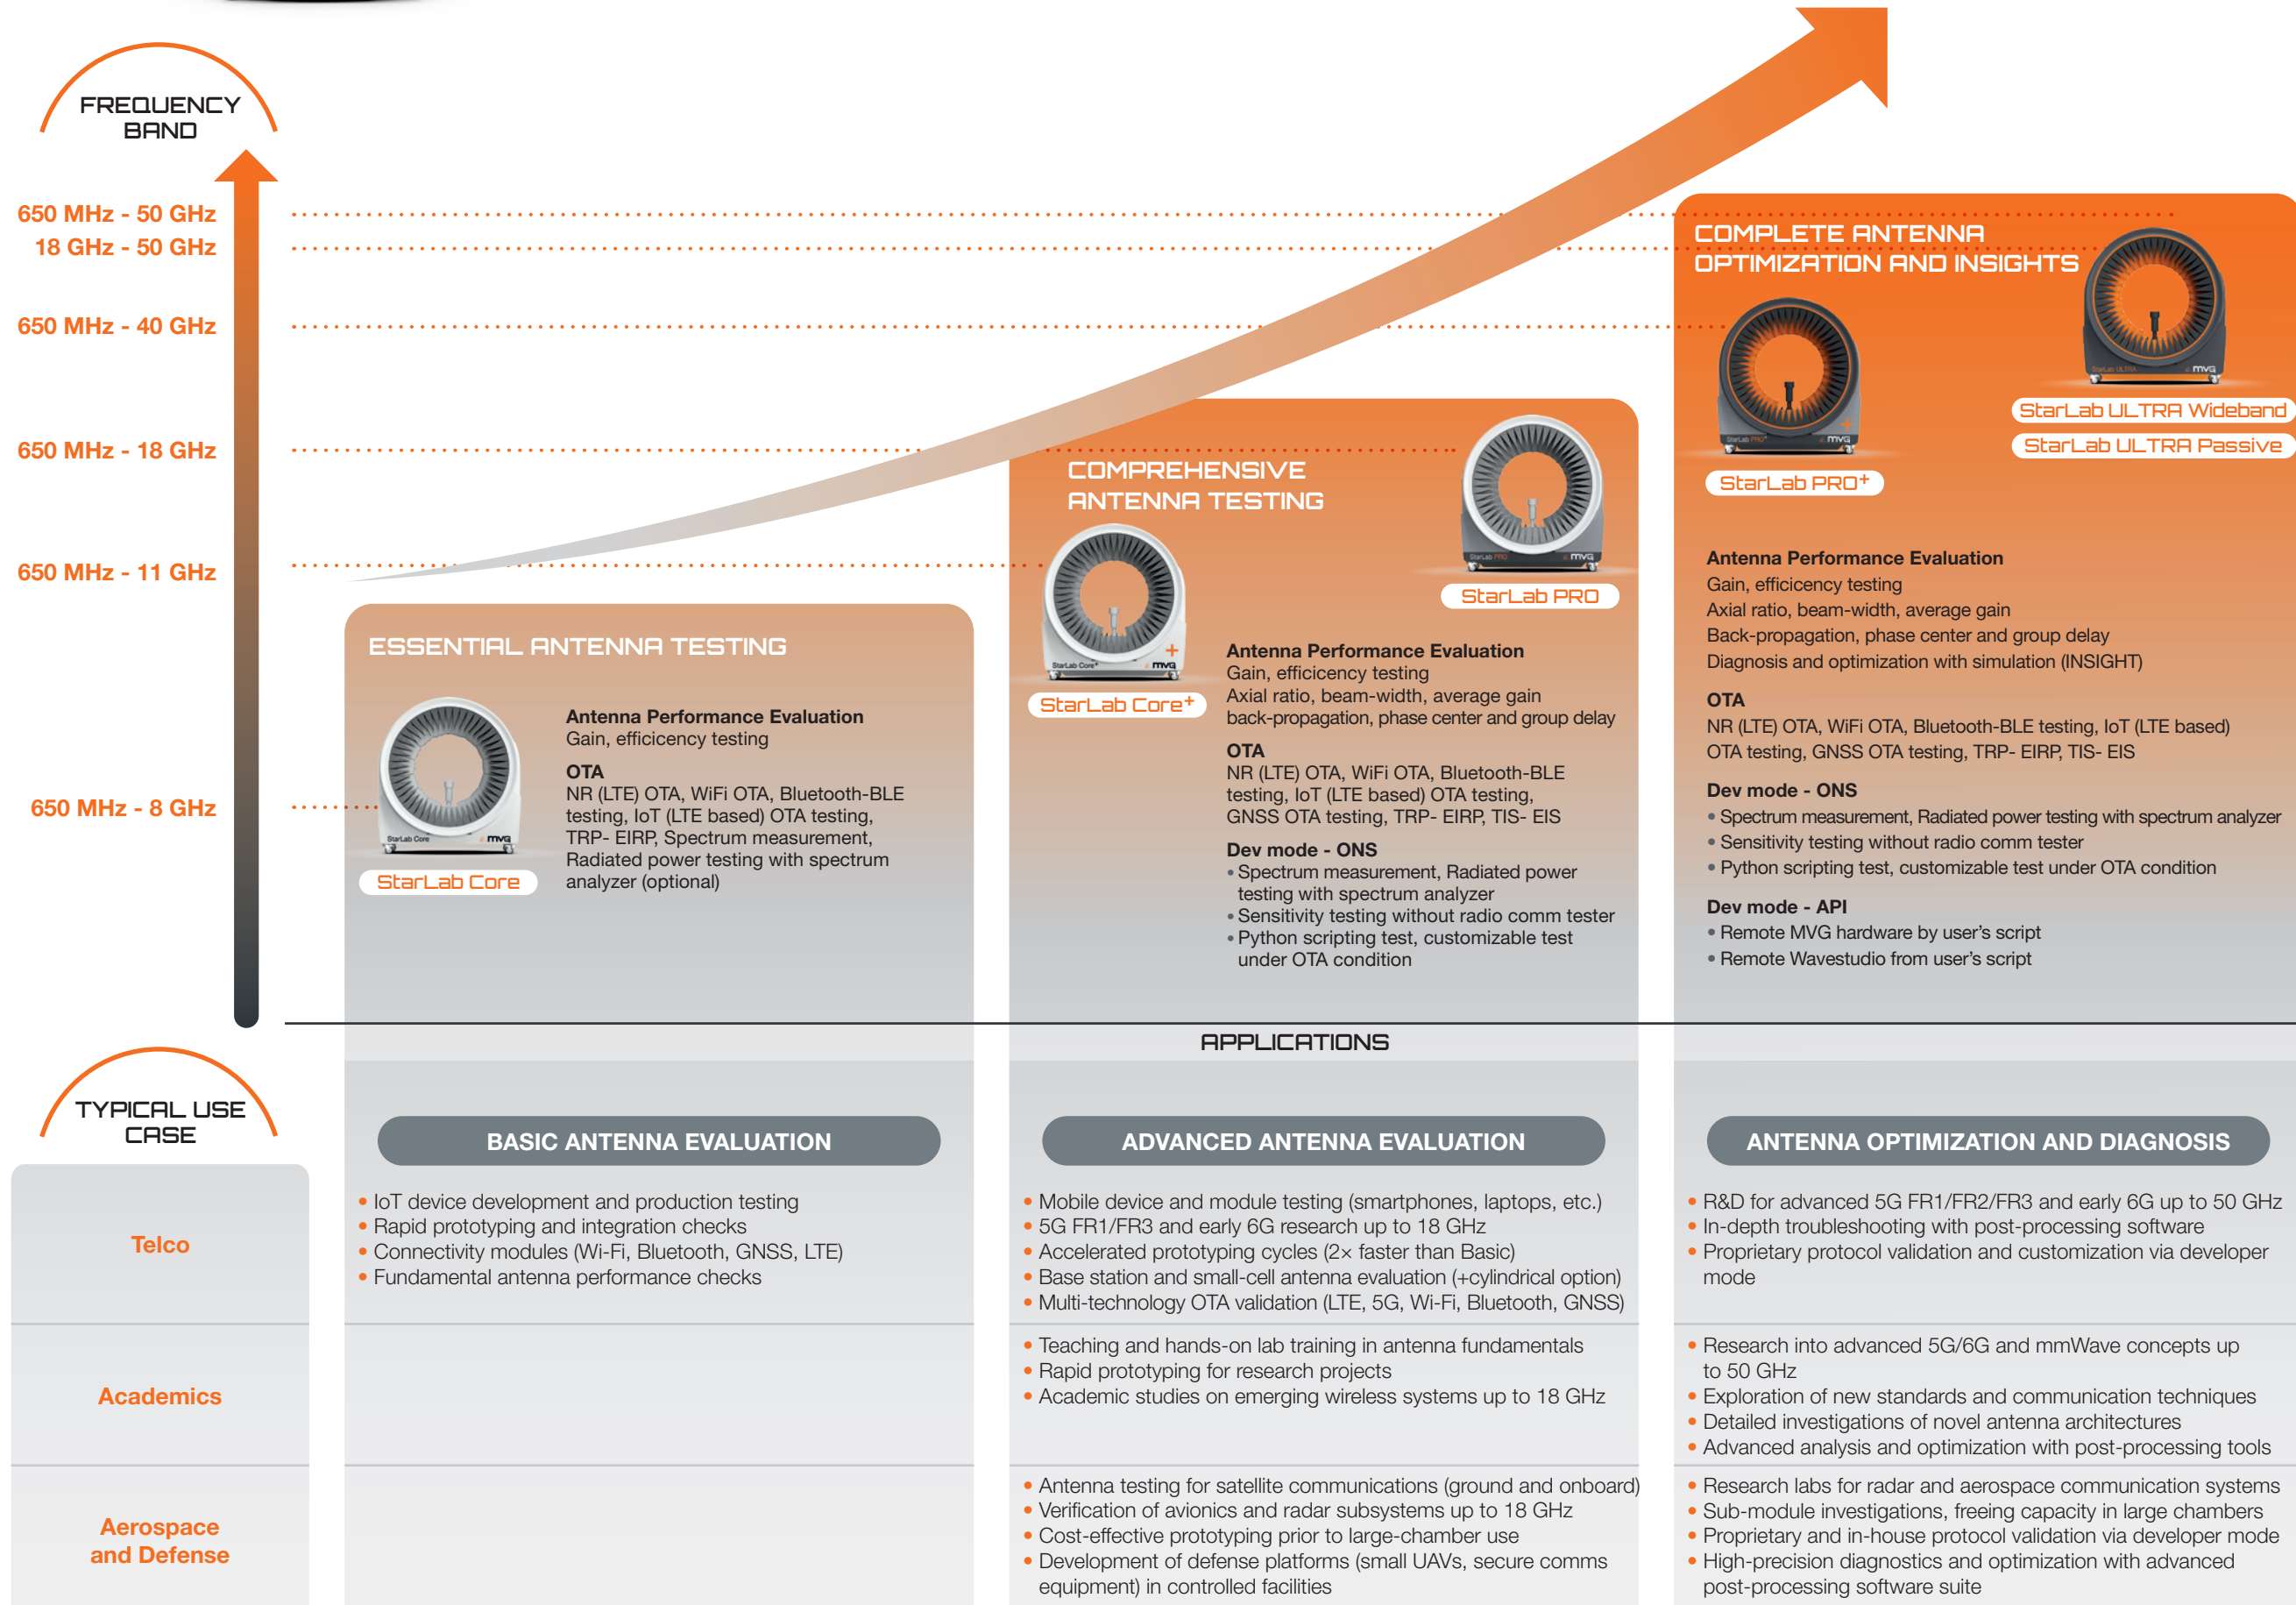 FREQUENCY
BAND
650 MHz - 50 GHz
18 GHz - 50 GHz
650 MHz - 40 GHz
650 MHz - 18 GHz
650 MHz - 11 GHz
650 MHz - 8 GHz
ESSENTIAL ANTENNA TESTING
StarLab Core
mvg
StarLab Core
Antenna Performance Evaluation
Gain, efficicency testing
OTA
NR (LTE) OTA, WiFi OTA, Bluetooth-BLE
testing, IoT (LTE based) OTA testing,
TRP- EIRP, Spectrum measurement,
Radiated power testing with spectrum
analyzer (optional)
COMPREHENSIVE
ANTENNA TESTING
StarLab Core+
mvg
StarLab Core+
StarLab PRO
mvg
StarLab PRO
Antenna Performance Evaluation
Gain, efficicency testing
Axial ratio, beam-width, average gain
back-propagation, phase center and group delay
OTA
NR (LTE) OTA, WiFi OTA, Bluetooth-BLE
testing, IoT (LTE based) OTA testing,
GNSS OTA testing, TRP- EIRP, TIS- EIS
Dev mode - ONS
• Spectrum measurement, Radiated power
testing with spectrum analyzer
• Sensitivity testing without radio comm tester
• Python scripting test, customizable test
under OTA condition
COMPLETE ANTENNA
OPTIMIZATION AND INSIGHTS
StarLab PRO+
mvg
StarLab PRO+
StarLab ULTRA
mvg
StarLab ULTRA Wideband
StarLab ULTRA Passive
Antenna Performance Evaluation
Gain, efficicency testing
Axial ratio, beam-width, average gain
Back-propagation, phase center and group delay
Diagnosis and optimization with simulation (INSIGHT)
OTA
NR (LTE) OTA, WiFi OTA, Bluetooth-BLE testing, IoT (LTE based)
OTA testing, GNSS OTA testing, TRP- EIRP, TIS- EIS
Dev mode - ONS
• Spectrum measurement, Radiated power testing with spectrum analyzer
• Sensitivity testing without radio comm tester
• Python scripting test, customizable test under OTA condition
Dev mode - API
• Remote MVG hardware by user’s script
• Remote Wavestudio from user’s script
APPLICATIONS
TYPICAL USE
CASE
BASIC ANTENNA EVALUATION
ADVANCED ANTENNA EVALUATION
ANTENNA OPTIMIZATION AND DIAGNOSIS
Telco
• IoT device development and production testing
• Rapid prototyping and integration checks
• Connectivity modules (Wi-Fi, Bluetooth, GNSS, LTE)
• Fundamental antenna performance checks
• Mobile device and module testing (smartphones, laptops, etc.)
• 5G FR1/FR3 and early 6G research up to 18 GHz
• Accelerated prototyping cycles (2× faster than Basic)
• Base station and small-cell antenna evaluation (+cylindrical option)
• Multi-technology OTA validation (LTE, 5G, Wi-Fi, Bluetooth, GNSS)
• R&D for advanced 5G FR1/FR2/FR3 and early 6G up to 50 GHz
• In-depth troubleshooting with post-processing software
• Proprietary protocol validation and customization via developer
mode
Academics
• Teaching and hands-on lab training in antenna fundamentals
• Rapid prototyping for research projects
• Academic studies on emerging wireless systems up to 18 GHz
• Research into advanced 5G/6G and mmWave concepts up
to 50 GHz
• Exploration of new standards and communication techniques
• Detailed investigations of novel antenna architectures
• Advanced analysis and optimization with post-processing tools
Aerospace
and Defense
• Antenna testing for satellite communications (ground and onboard)
• Verification of avionics and radar subsystems up to 18 GHz
• Cost-effective prototyping prior to large-chamber use
• Development of defense platforms (small UAVs, secure comms
equipment) in controlled facilities
• Research labs for radar and aerospace communication systems
• Sub-module investigations, freeing capacity in large chambers
• Proprietary and in-house protocol validation via developer mode
• High-precision diagnostics and optimization with advanced
post-processing software suite